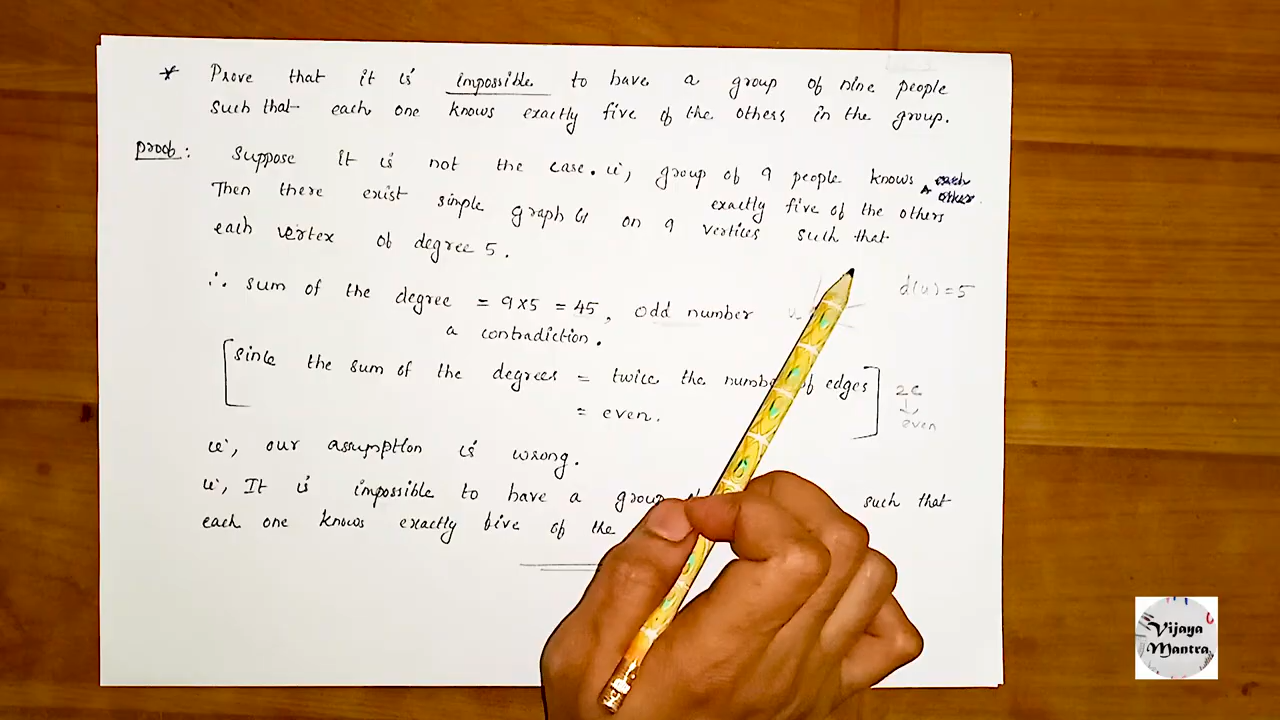 * Prove that it is impossible to have a group of nine people
such that each one knows exactly five of the others in the group.
Proof: Suppose it is not the case. ie, group of 9 people knows each other
exactly five of the others
Then there exist simple graph G on 9 vertices such that
each vertex of degree 5.
d(u) = 5
∴ sum of the degree = 9x5 = 45, odd number
a contradiction.
[since the sum of the degrees = twice the number of edges]
= even.
2e
↓
even
ie, our assumption is wrong.
ie, It is impossible to have a group such that
each one knows exactly five of the
Vijaya
Mantra